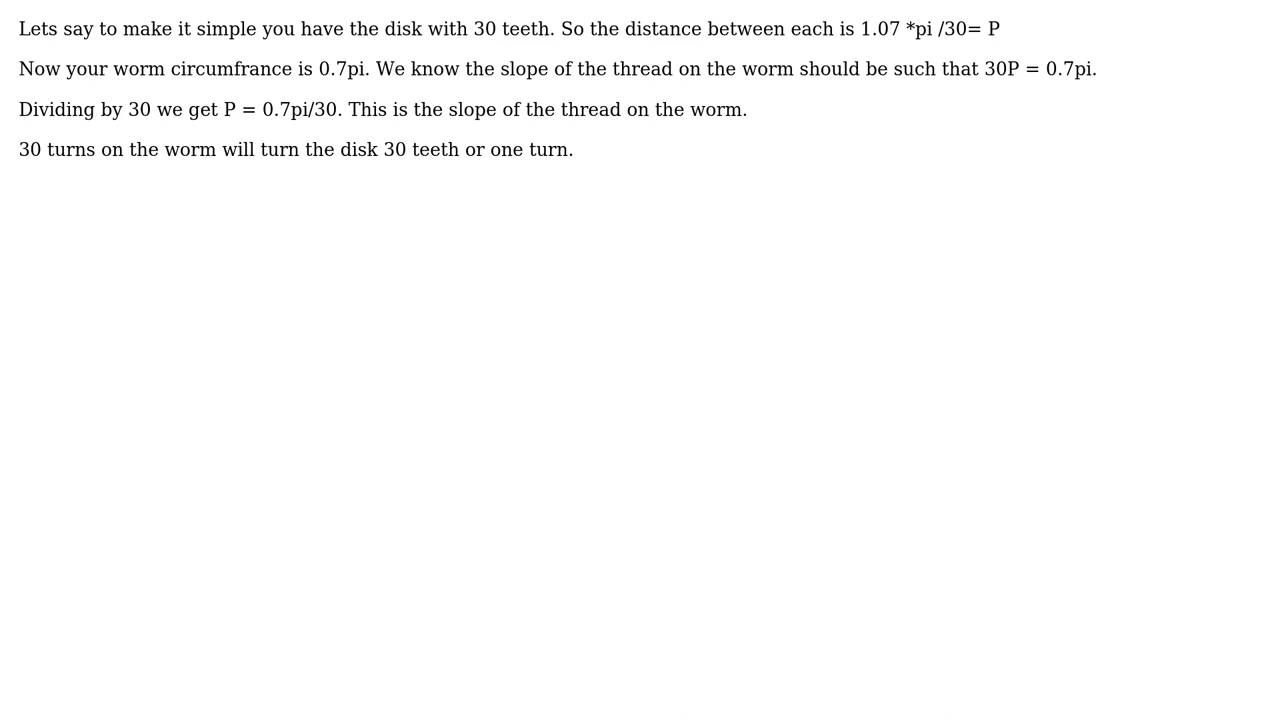 Lets say to make it simple you have the disk with 30 teeth. So the distance between each is 1.07 *pi /30= P
Now your worm circumfrance is 0.7pi. We know the slope of the thread on the worm should be such that 30P = 0.7pi.
Dividing by 30 we get P = 0.7pi/30. This is the slope of the thread on the worm.
30 turns on the worm will turn the disk 30 teeth or one turn.